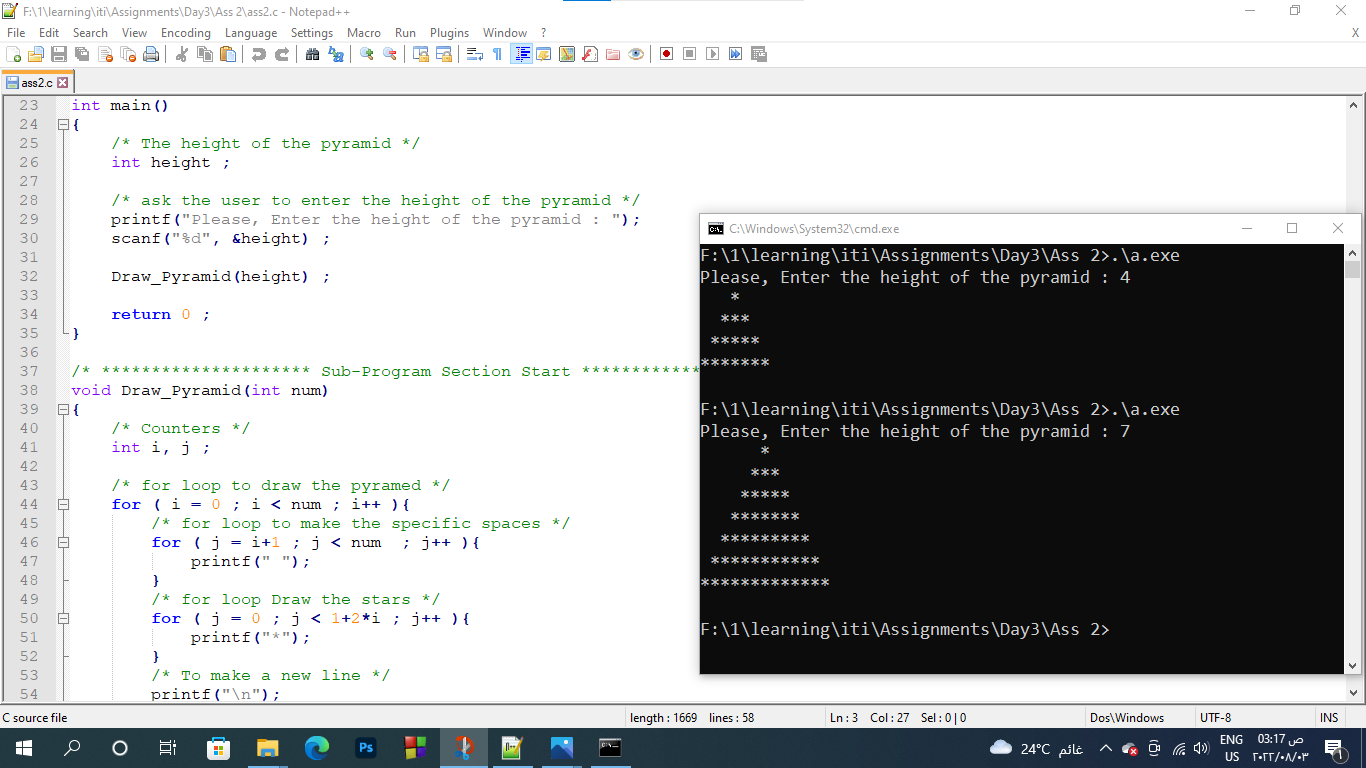 F:\1\learning\iti\Assignments\Day3\Ass 2\ass2.c - Notepad++
File Edit Search View Encoding Language Settings Macro Run Plugins Window ? X
ass2.c
23 int main()
24 {
25 /* The height of the pyramid */
26 int height ;
27
28 /* ask the user to enter the height of the pyramid */
29 printf("Please, Enter the height of the pyramid : ");
30 scanf("%d", &height) ;
31
32 Draw_Pyramid(height) ;
33
34 return 0 ;
35 }
36
37 /* ********************* Sub-Program Section Start ************
38 void Draw_Pyramid(int num)
39 {
40 /* Counters */
41 int i, j ;
42
43 /* for loop to draw the pyramed */
44 for ( i = 0 ; i < num ; i++ ){
45 /* for loop to make the specific spaces */
46 for ( j = i+1 ; j < num  ; j++ ){
47 printf(" ");
48 }
49 /* for loop Draw the stars */
50 for ( j = 0 ; j < 1+2*i ; j++ ){
51 printf("*");
52 }
53 /* To make a new line */
54 printf("\n");
C:\Windows\System32\cmd.exe
F:\1\learning\iti\Assignments\Day3\Ass 2>.\a.exe
Please, Enter the height of the pyramid : 4
   *
  ***
 *****
*******
F:\1\learning\iti\Assignments\Day3\Ass 2>.\a.exe
Please, Enter the height of the pyramid : 7
      *
     ***
    *****
   *******
  *********
 ***********
*************
F:\1\learning\iti\Assignments\Day3\Ass 2>
C source file length : 1669 lines : 58 Ln : 3 Col : 27 Sel : 0 | 0 Dos\Windows UTF-8 INS
Ps
24°C غائم
ENG
US
03:17 ص
٢٠٢٢/٠٨/٠٣
1